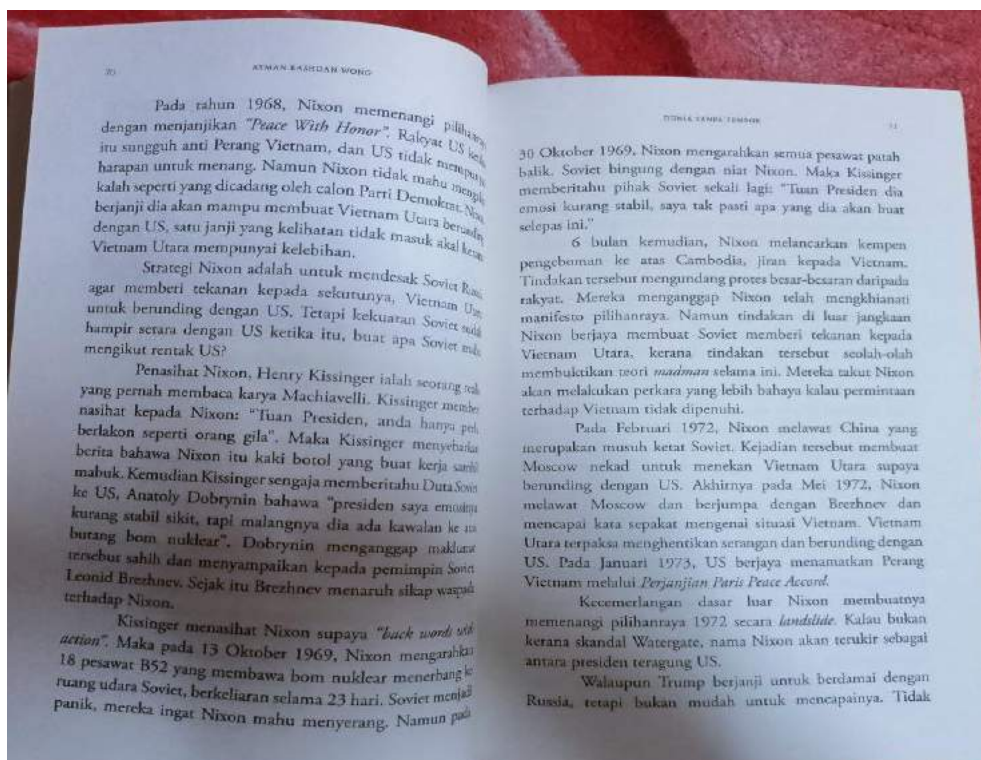 70
AYMAN RASHDAN WONG
Pada tahun 1968, Nixon memenangi
dengan menjanjikan "Peace With Honor". Rakyat US
itu sungguh anti Perang Vietnam, dan US tidak
harapan untuk menang. Namun Nixon tidak mahu
kalah seperti yang dicadang oleh calon Parti Demokrat.
berjanji dia akan mampu membuat Vietnam Utara
dengan US, satu janji yang kelihatan tidak masuk akal
Vietnam Utara mempunyai kelebihan.
Strategi Nixon adalah untuk mendesak Soviet
agar memberi tekanan kepada sekutunya, Vietnam
untuk berunding dengan US. Tetapi kekuatan Soviet
hampir setara dengan US ketika itu, buat apa Soviet
mengikut rentak US?
Penasihat Nixon, Henry Kissinger ialah seorang
yang pernah membaca karya Machiavelli. Kissinger
nasihat kepada Nixon: "Tuan Presiden, anda hanya
berlakon seperti orang gila". Maka Kissinger menyebarkan
berita bahawa Nixon itu kaki botol yang buat kerja
mabuk. Kemudian Kissinger sengaja memberitahu Duta Soviet
ke US, Anatoly Dobrynin bahawa "presiden saya emosinya
kurang stabil sikit, tapi malangnya dia ada kawalan ke
butang bom nuklear". Dobrynin menganggap maklumat
tersebut sahih dan menyampaikan kepada pemimpin Soviet
Leonid Brezhnev. Sejak itu Brezhnev menaruh sikap waspada
terhadap Nixon.
Kissinger menasihat Nixon supaya "back words with
action". Maka pada 13 Oktober 1969, Nixon mengarahkan
18 pesawat B52 yang membawa bom nuklear menerbang ke
ruang udara Soviet, berkeliaran selama 23 hari. Soviet menjadi
panik, mereka ingat Nixon mahu menyerang. Namun pada
DUNIA TANPA TEMBOK
71
30 Oktober 1969, Nixon mengarahkan semua pesawat patah
balik. Soviet bingung dengan niat Nixon. Maka Kissinger
memberitahu pihak Soviet sekali lagi: "Tuan Presiden dia
emosi kurang stabil, saya tak pasti apa yang dia akan buat
selepas ini."
6 bulan kemudian, Nixon melancarkan kempen
pengeboman ke atas Cambodia, jiran kepada Vietnam.
Tindakan tersebut mengundang protes besar-besaran daripada
rakyat. Mereka menganggap Nixon telah mengkhianati
manifesto pilihanraya. Namun tindakan di luar jangkaan
Nixon berjaya membuat Soviet memberi tekanan kepada
Vietnam Utara, kerana tindakan tersebut seolah-olah
membuktikan teori madman selama ini. Mereka takut Nixon
akan melakukan perkara yang lebih bahaya kalau permintaan
terhadap Vietnam tidak dipenuhi.
Pada Februari 1972, Nixon melawat China yang
merupakan musuh ketat Soviet. Kejadian tersebut membuat
Moscow nekad untuk menekan Vietnam Utara supaya
berunding dengan US. Akhirnya pada Mei 1972, Nixon
melawat Moscow dan berjumpa dengan Brezhnev dan
mencapai kata sepakat mengenai situasi Vietnam. Vietnam
Utara terpaksa menghentikan serangan dan berunding dengan
US. Pada Januari 1973, US berjaya menamatkan Perang
Vietnam melalui Perjanjian Paris Peace Accord.
Kecemerlangan dasar luar Nixon membuatnya
memenangi pilihanraya 1972 secara landslide. Kalau bukan
kerana skandal Watergate, nama Nixon akan terukir sebagai
antara presiden teragung US.
Walaupun Trump berjanji untuk berdamai dengan
Russia, tetapi bukan mudah untuk mencapainya. Tidak